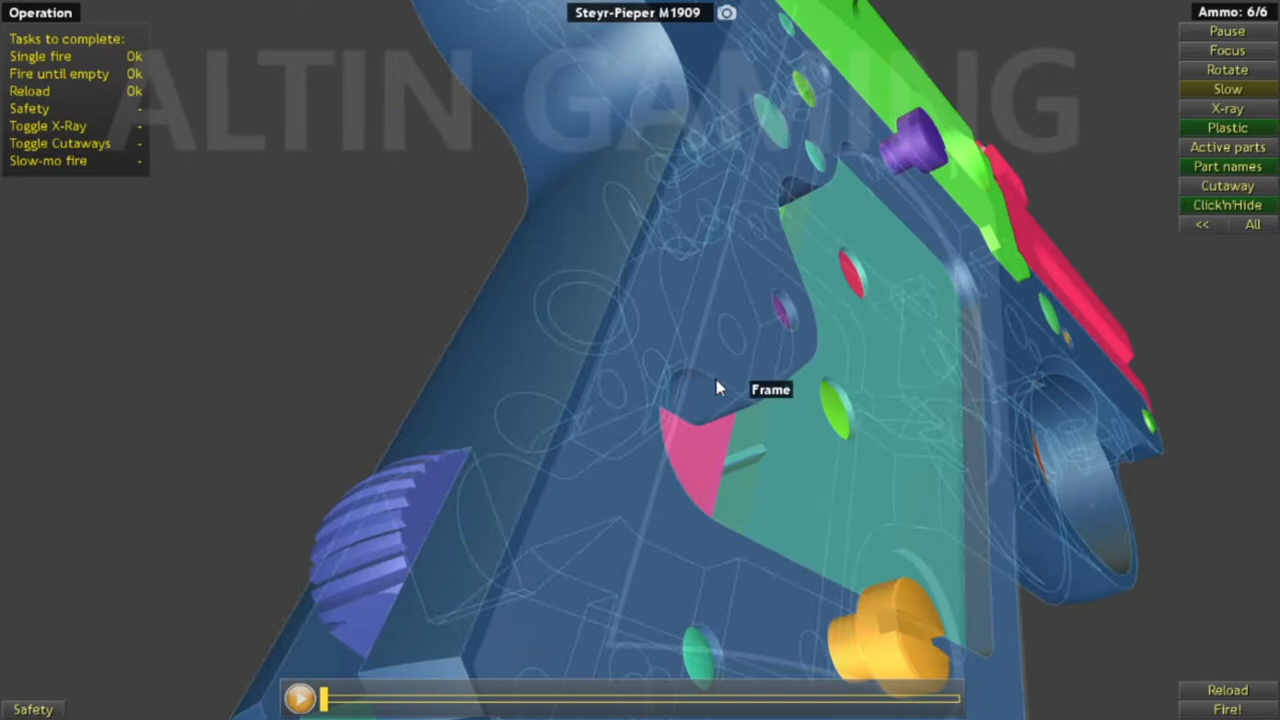 Operation
Steyr-Pieper M1909
Ammo: 6/6
Tasks to complete:
Single fire Ok
Fire until empty Ok
Reload Ok
Safety -
Toggle X-Ray -
Toggle Cutaways -
Slow-mo fire -
ALTIN GAMING
Pause
Focus
Rotate
Slow
X-ray
Plastic
Active parts
Part names
Cutaway
Click'n'Hide
<< All
Frame
Safety
Reload
Fire!